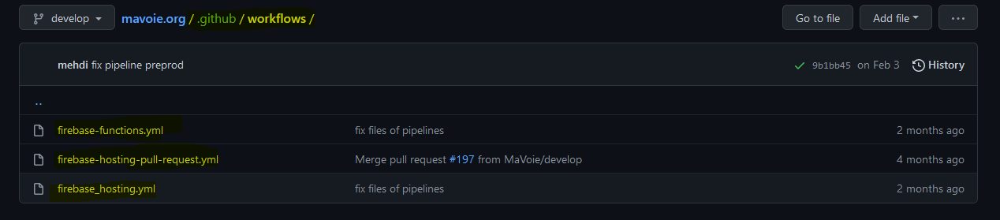 develop mavoie.org / .github / workflows / Go to file Add file ...
mehdi fix pipeline preprod 9b1bb45 on Feb 3 History
..
firebase-functions.yml fix files of pipelines 2 months ago
firebase-hosting-pull-request.yml Merge pull request #197 from MaVoie/develop 4 months ago
firebase_hosting.yml fix files of pipelines 2 months ago